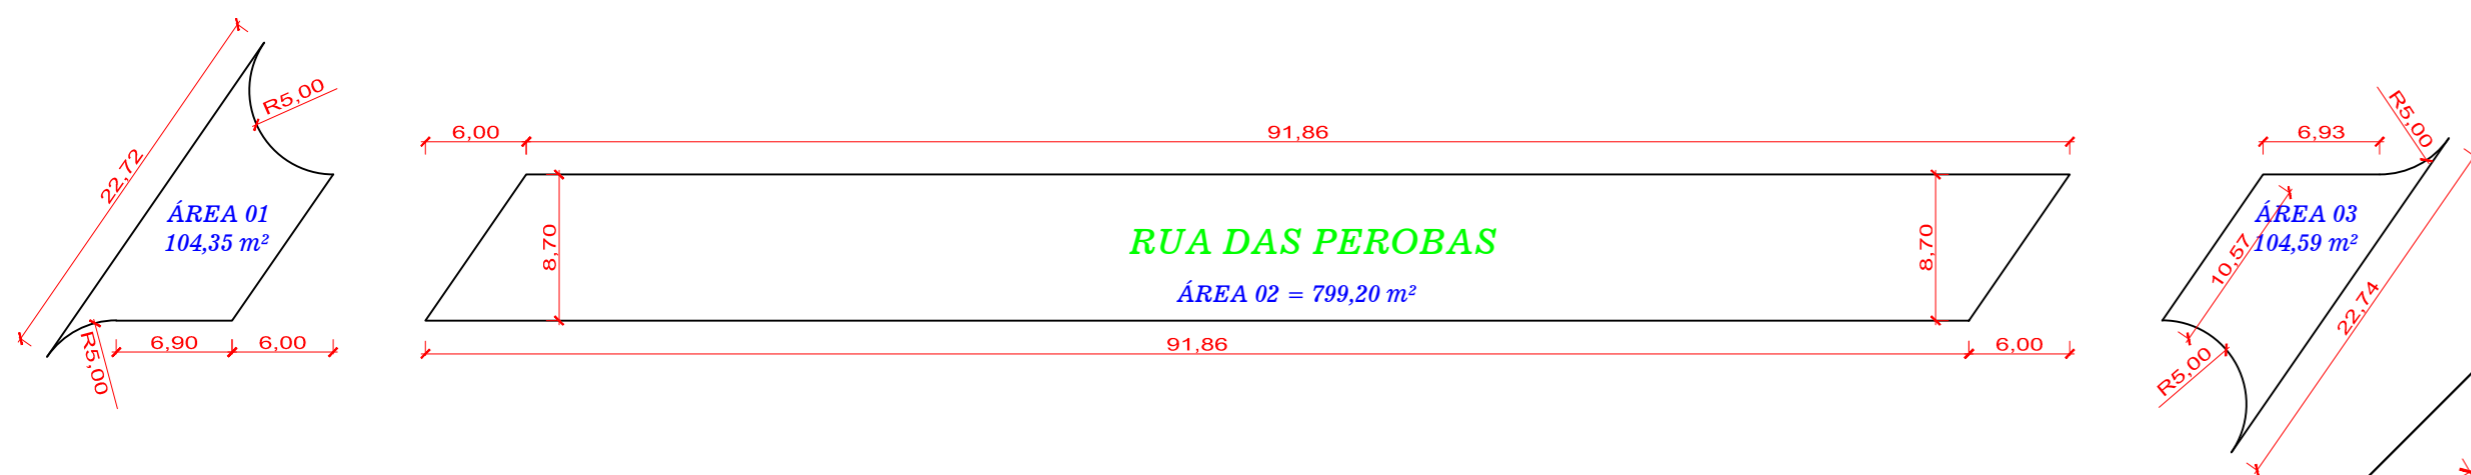 22,72
R5,00
ÁREA 01
104,35 m²
R5,00
6,90
6,00
6,00
91,86
8,70
RUA DAS PEROBAS
ÁREA 02 = 799,20 m²
8,70
91,86
6,00
6,93
R5,00
ÁREA 03
104,59 m²
10,57
22,74
R5,00